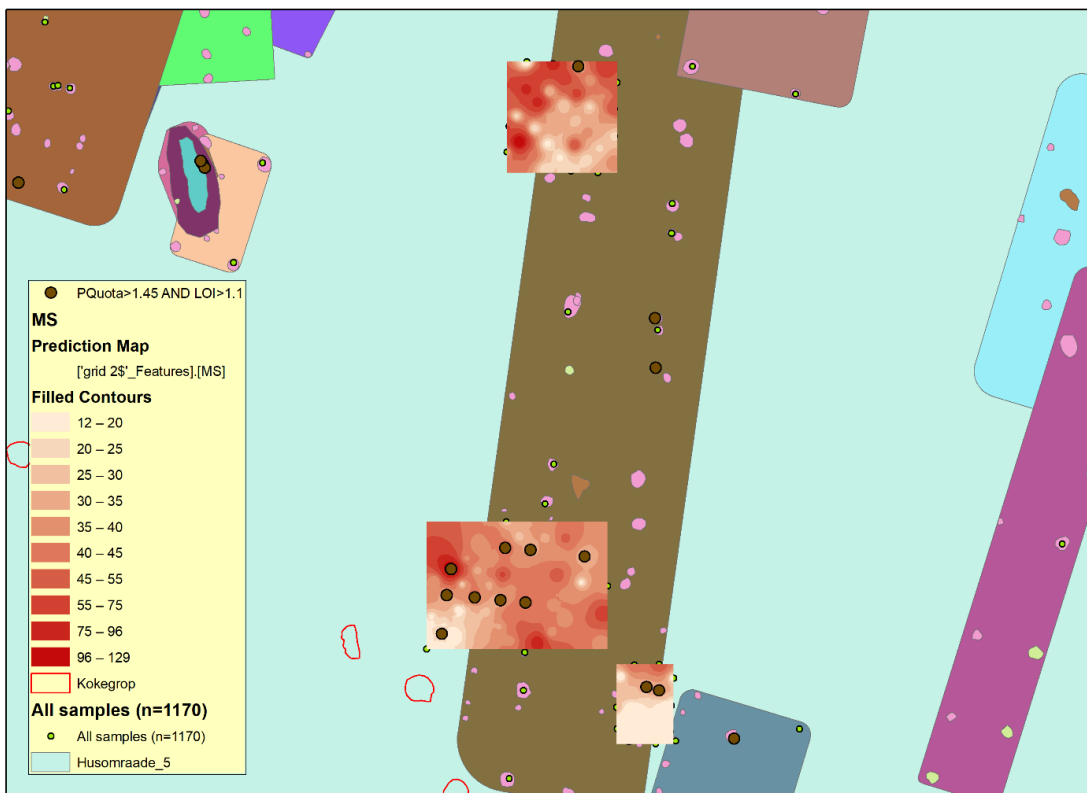 PQuota>1.45 AND LOI>1.1
MS
Prediction Map
['grid 2$'_Features].[MS]
Filled Contours
12 – 20
20 – 25
25 – 30
30 – 35
35 – 40
40 – 45
45 – 55
55 – 75
75 – 96
96 – 129
Kokegrop
All samples (n=1170)
All samples (n=1170)
Husomraade_5